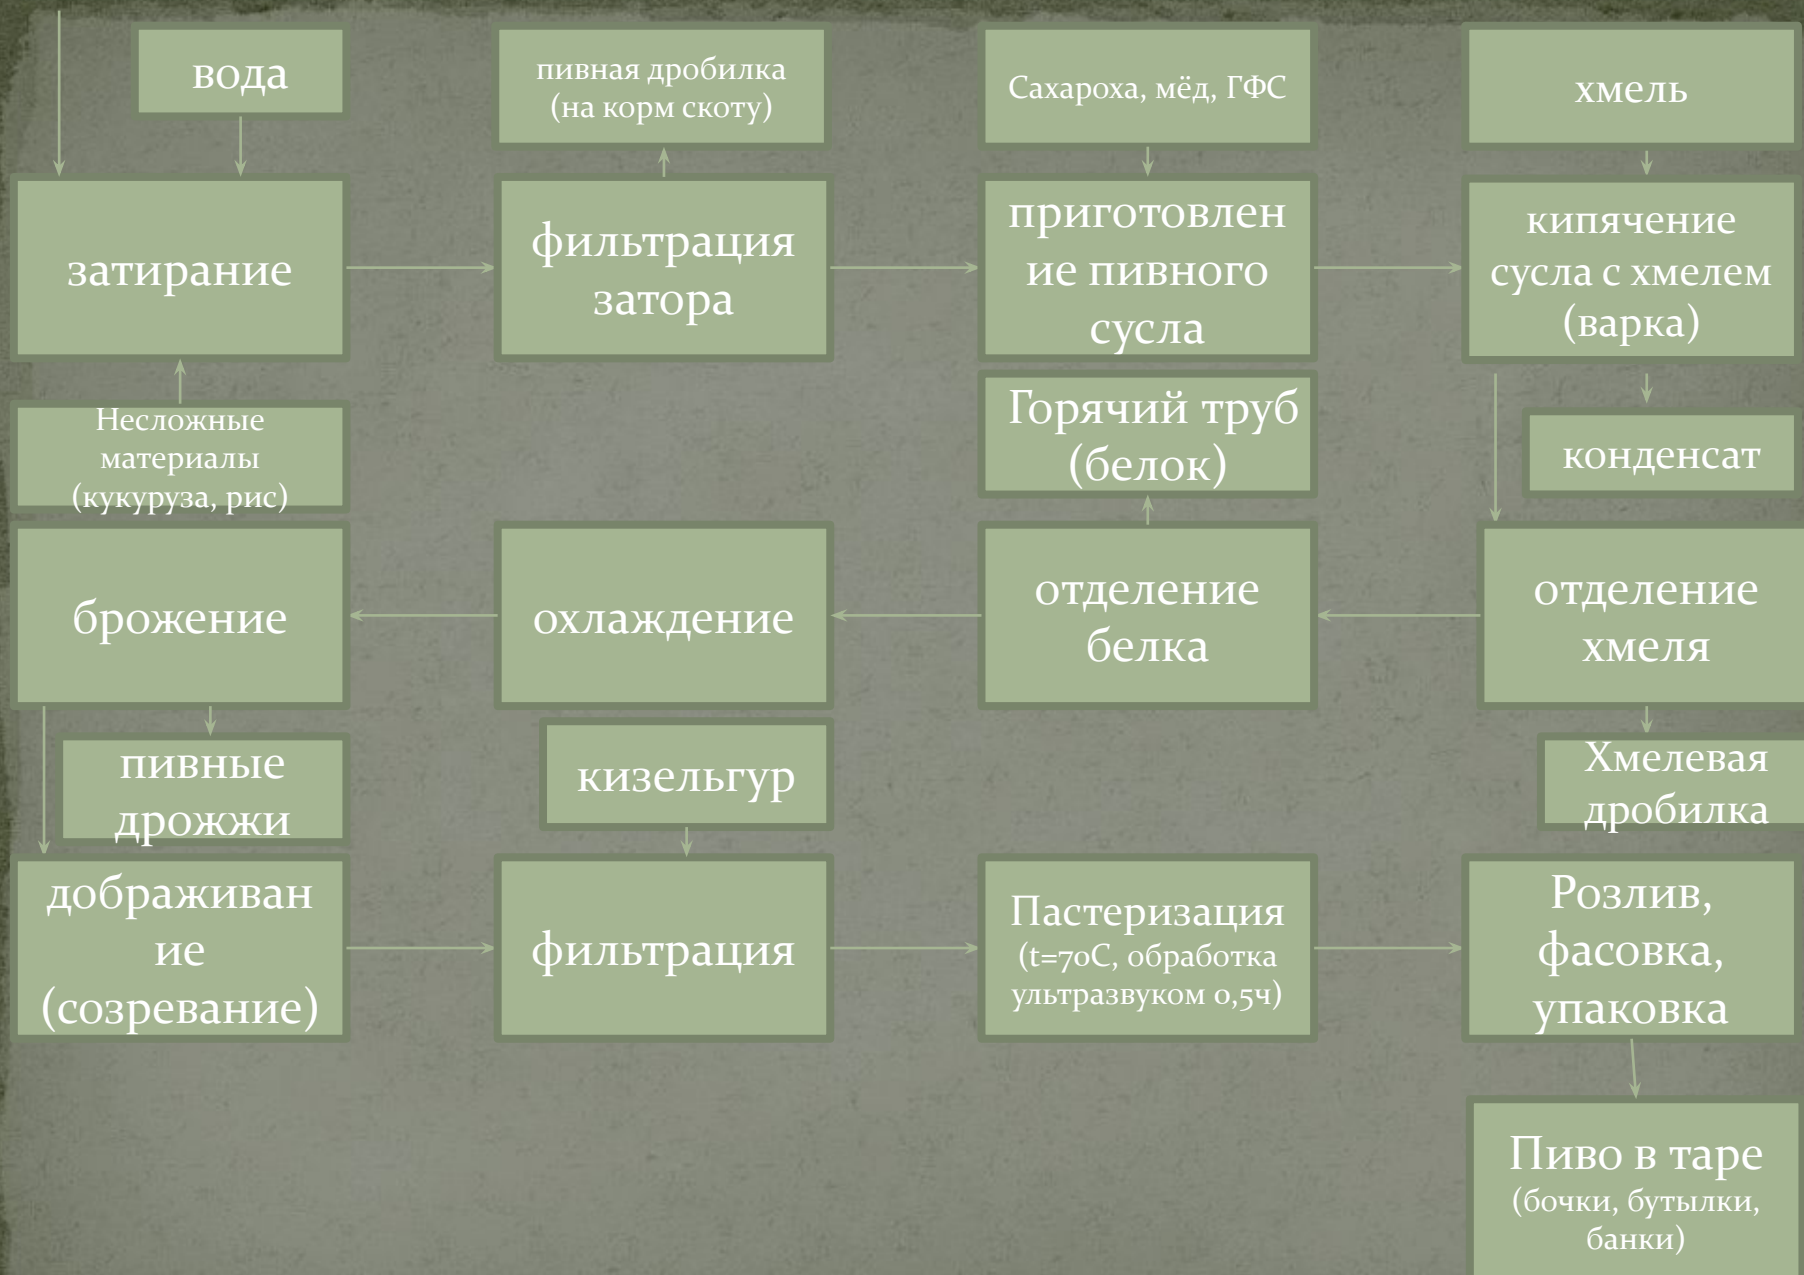 вода
пивная дробилка
(на корм скоту)
Сахароха, мёд, ГФС
хмель
затирание
фильтрация
затора
приготовлен
ие пивного
сусла
кипячение
сусла с хмелем
(варка)
Несложные
материалы
(кукуруза, рис)
Горячий труб
(белок)
конденсат
брожение
охлаждение
отделение
белка
отделение
хмеля
пивные
дрожжи
кизельгур
Хмелевая
дробилка
дображиван
ие
(созревание)
фильтрация
Пастеризация
(t=70С, обработка
ультразвуком 0,5ч)
Розлив,
фасовка,
упаковка
Пиво в таре
(бочки, бутылки,
банки)